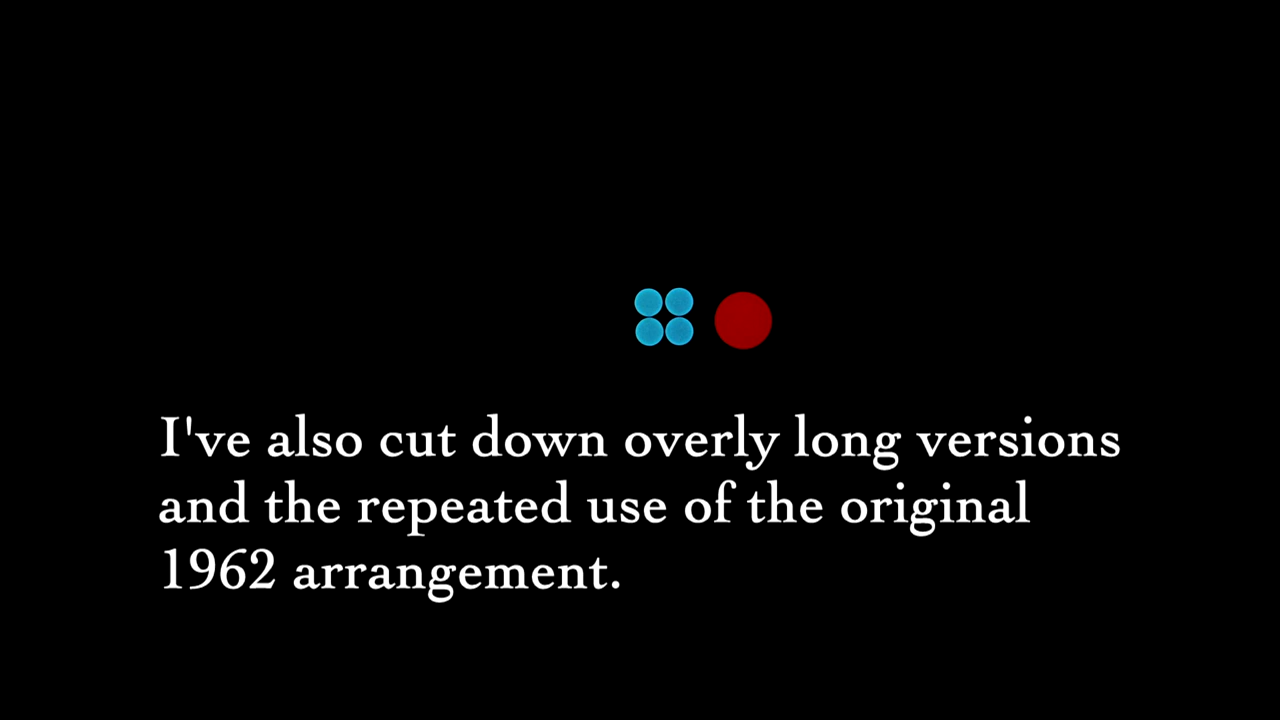 I've also cut down overly long versions
and the repeated use of the original
1962 arrangement.